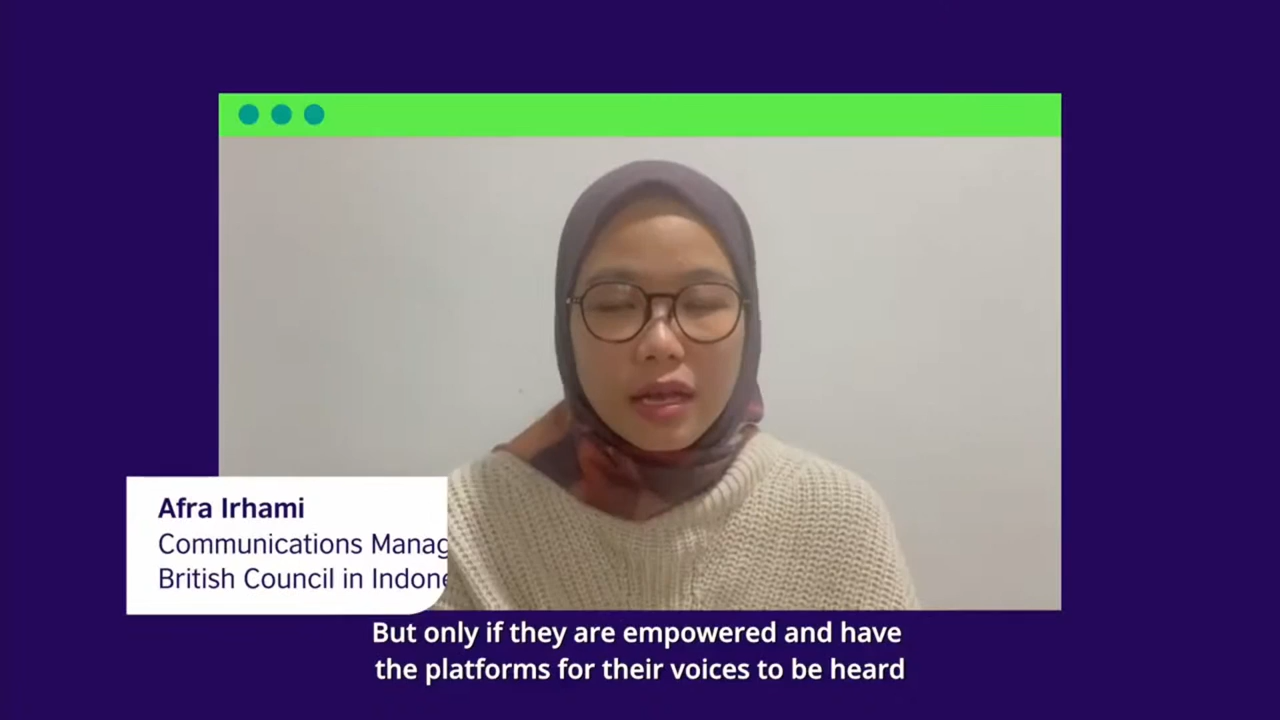 Afra Irhami
Communications Manag
British Council in Indone
But only if they are empowered and have
the platforms for their voices to be heard